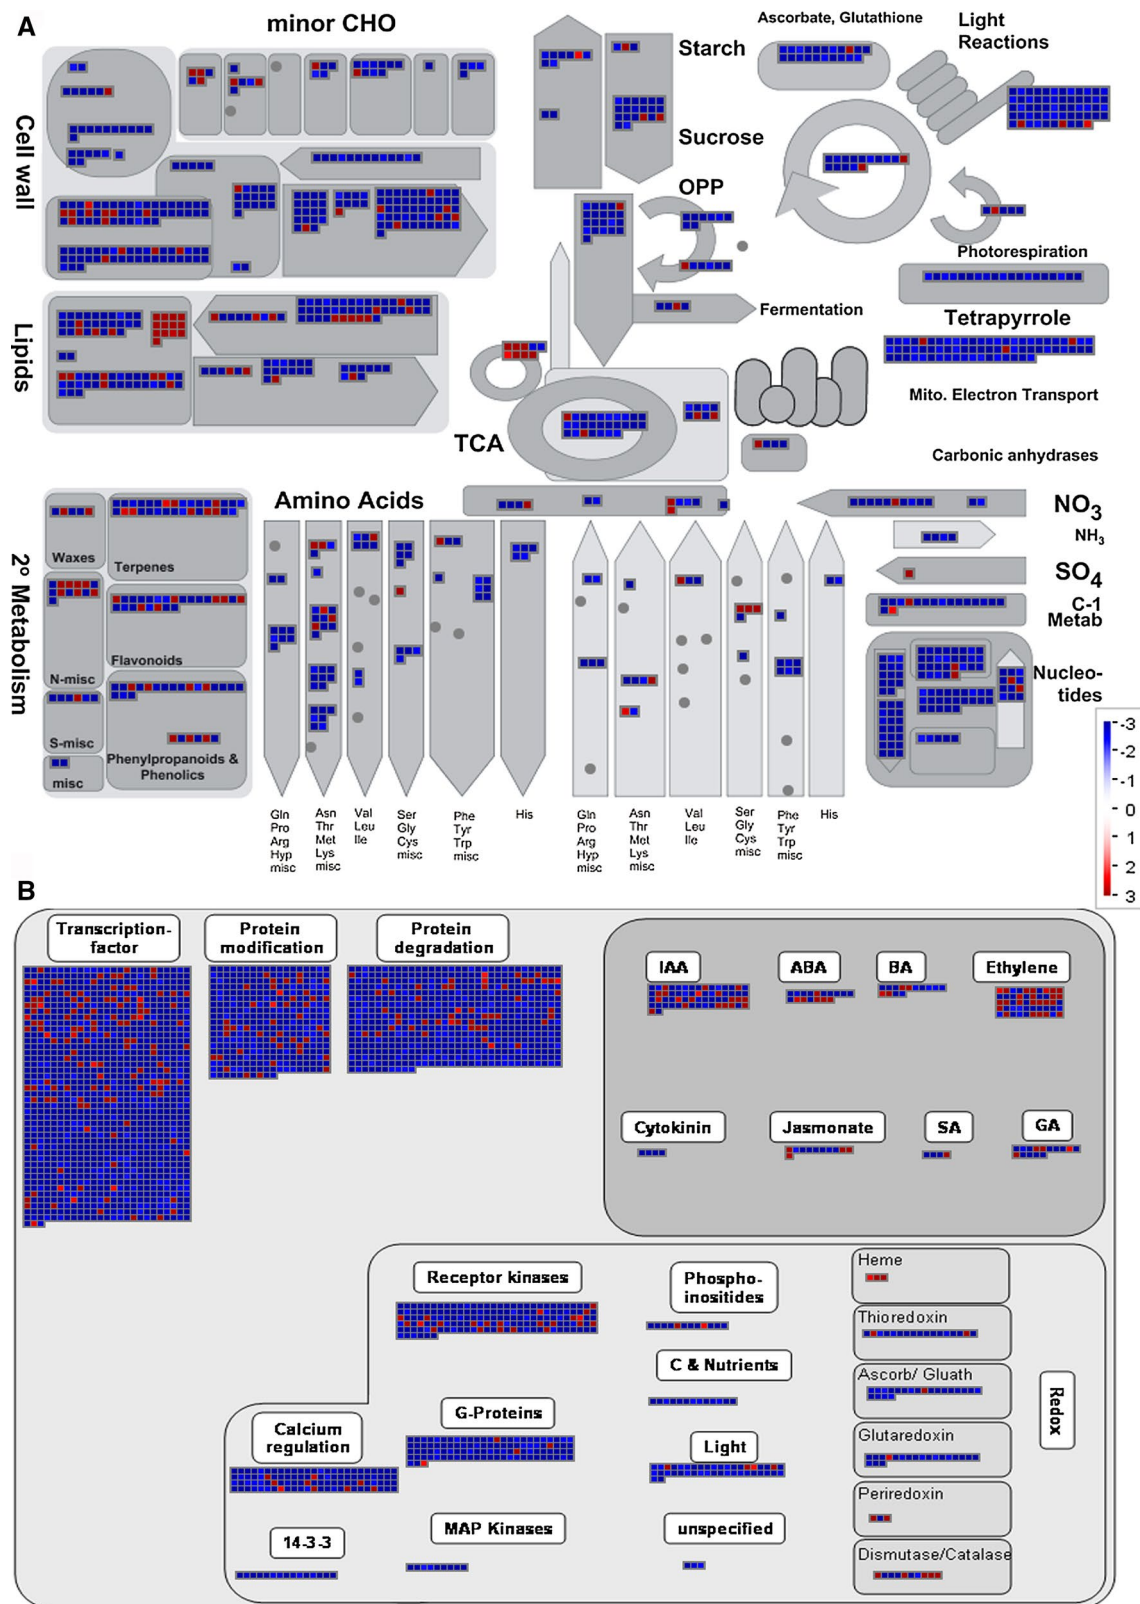 A
minor CHO
Cell wall
Lipids
2º Metabolism
Starch
Sucrose
OPP
Fermentation
TCA
Ascorbate, Glutathione
Light
Reactions
Photorespiration
Tetrapyrrole
Mito. Electron Transport
Carbonic anhydrases
Amino Acids
NO3
NH3
SO4
C-1
Metab
Nucleo-
tides
Waxes
Terpenes
N-misc
Flavonoids
S-misc
misc
Phenylpropanoids &
Phenolics
Gln
Pro
Arg
Hyp
misc
Asn
Thr
Met
Lys
misc
Val
Leu
Ile
Ser
Gly
Cys
misc
Phe
Tyr
Trp
misc
His
Gln
Pro
Arg
Hyp
misc
Asn
Thr
Met
Lys
misc
Val
Leu
Ile
Ser
Gly
Cys
misc
Phe
Tyr
Trp
misc
His
-3
-2
-1
0
1
2
3
B
Transcription-
factor
Protein
modification
Protein
degradation
IAA
ABA
BA
Ethylene
Cytokinin
Jasmonate
SA
GA
Receptor kinases
Phospho-
inositides
C & Nutrients
G-Proteins
Calcium
regulation
Light
14-3-3
MAP Kinases
unspecified
Heme
Thioredoxin
Ascorb/ Gluath
Glutaredoxin
Periredoxin
Dismutase/Catalase
Redox